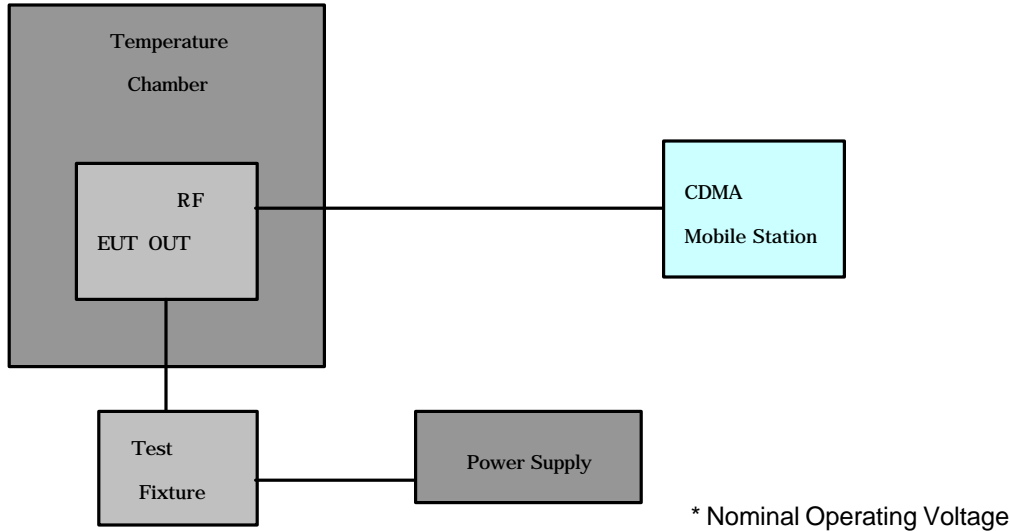 Temperature
Chamber
RF
EUT OUT
CDMA
Mobile Station
Test
Fixture
Power Supply
* Nominal Operating Voltage